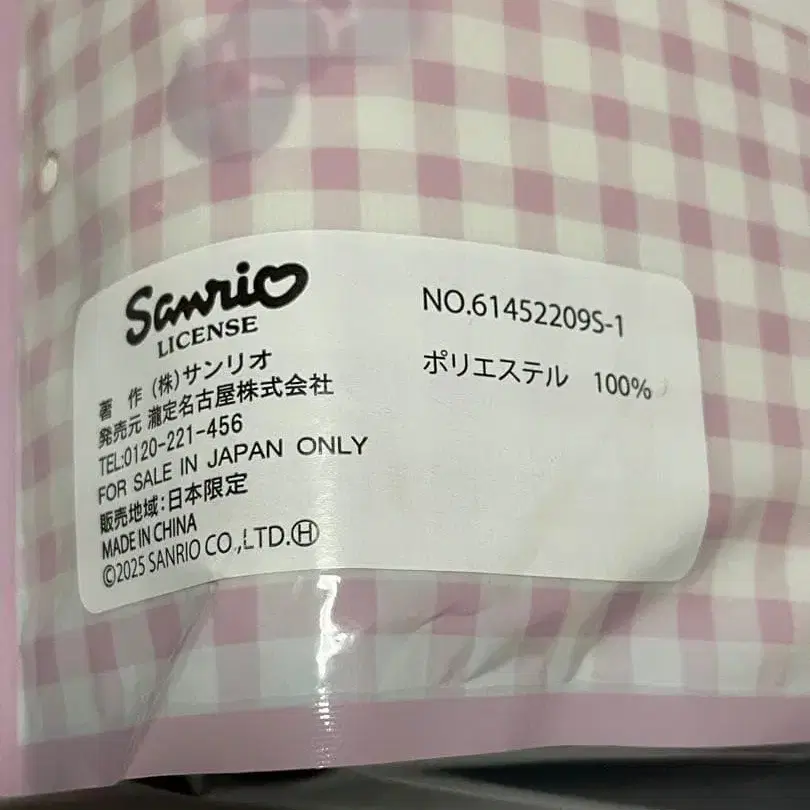 Sanrio
LICENSE
著 作 (株)サンリオ
発売元 瀧定名古屋株式会社
TEL:0120-221-456
FOR SALE IN JAPAN ONLY
販売地域:日本限定
MADE IN CHINA
©2025 SANRIO CO.,LTD.Ⓗ
NO.61452209S-1
ポリエステル 100%